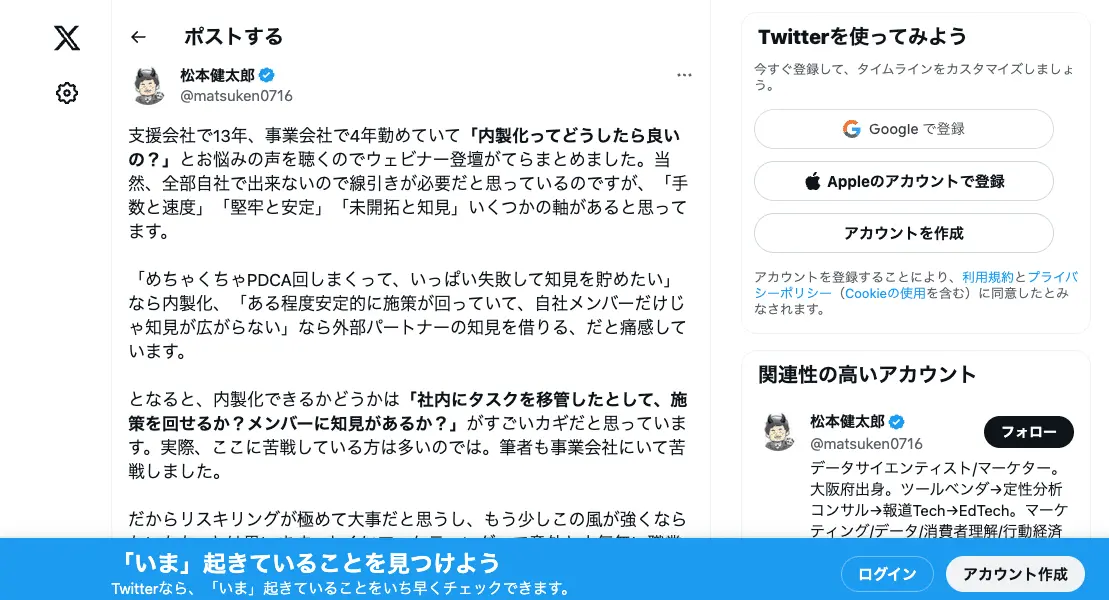 ポストする
松本健太郎
@matsuken0716
支援会社で13年、事業会社で4年勤めていて「内製化ってどうしたら良い
の？」とお悩みの声を聴くのでウェビナー登壇がてらまとめました。当
然、全部自社で出来ないので線引きが必要だと思っているのですが、「手
数と速度」「堅牢と安定」「未開拓と知見」いくつかの軸があると思って
ます。
「めちゃくちゃPDCA回しまくって、いっぱい失敗して知見を貯めたい」
なら内製化、「ある程度安定的に施策が回っていて、自社メンバーだけじ
ゃ知見が広がらない」なら外部パートナーの知見を借りる、だと痛感して
います。
となると、内製化できるかどうかは「社内にタスクを移管したとして、施
策を回せるか？メンバーに知見があるか？」がすごいカギだと思っていま
す。実際、ここに苦戦している方は多いのでは。筆者も事業会社にいて苦
戦しました。
だからリスキリングが極めて大事だと思うし、もう少しこの風が強くなら
Twitterを使ってみよう
今すぐ登録して、タイムラインをカスタマイズしましょ
う。
Google で登録
Appleのアカウントで登録
アカウントを作成
アカウントを登録することにより、利用規約とプライバ
シーポリシー（Cookieの使用を含む）に同意したとみ
なされます。
関連性の高いアカウント
松本健太郎
@matsuken0716
フォロー
データサイエンティスト/マーケター。
大阪府出身。ツールベンダ→定性分析
コンサル→報道Tech→EdTech。マーケ
ティング/データ/消費者理解/行動経済
「いま」起きていることを見つけよう
Twitterなら、「いま」起きていることをいち早くチェックできます。
ログイン
アカウント作成